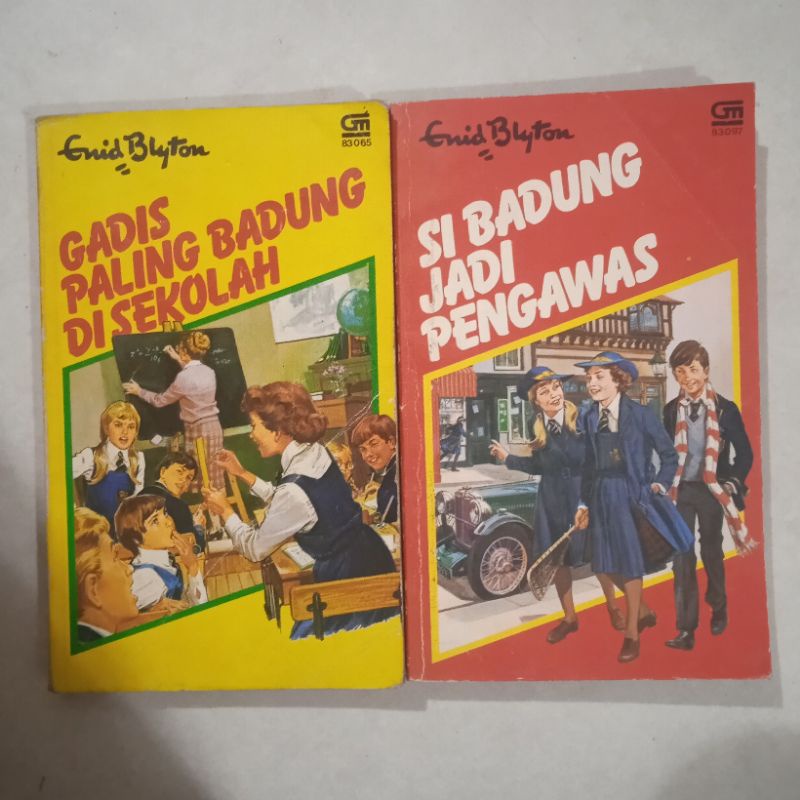 Enid Blyton
GM
83065
GADIS
PALING BADUNG
DI SEKOLAH
Enid Blyton
GM
83097
SI BADUNG
JADI
PENGAWAS